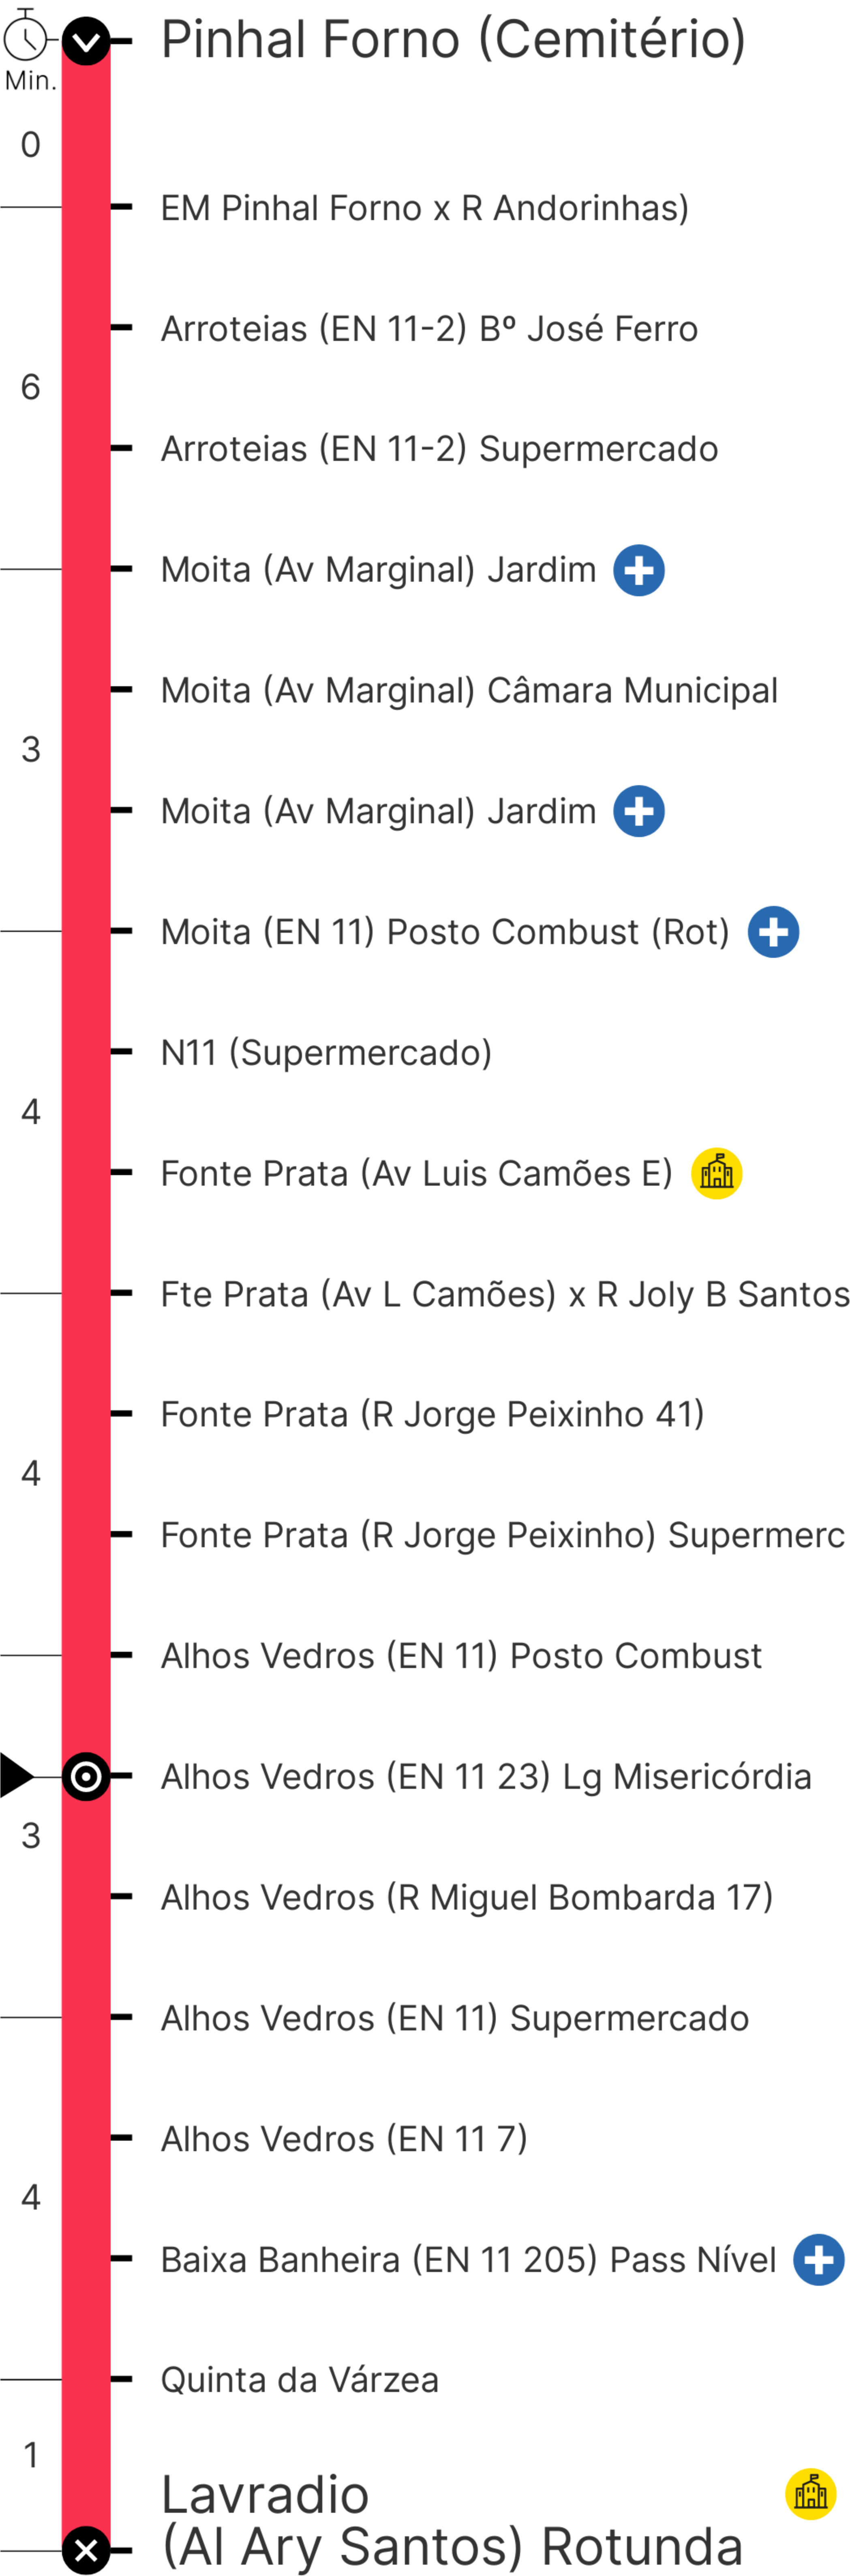 Pinhal Forno (Cemitério)
Min.
0
EM Pinhal Forno x R Andorinhas)
Arroteias (EN 11-2) Bº José Ferro
6
Arroteias (EN 11-2) Supermercado
Moita (Av Marginal) Jardim
Moita (Av Marginal) Câmara Municipal
3
Moita (Av Marginal) Jardim
Moita (EN 11) Posto Combust (Rot)
N11 (Supermercado)
4
Fonte Prata (Av Luis Camões E)
Fte Prata (Av L Camões) x R Joly B Santos
Fonte Prata (R Jorge Peixinho 41)
4
Fonte Prata (R Jorge Peixinho) Supermerc
Alhos Vedros (EN 11) Posto Combust
Alhos Vedros (EN 11 23) Lg Misericórdia
3
Alhos Vedros (R Miguel Bombarda 17)
Alhos Vedros (EN 11) Supermercado
Alhos Vedros (EN 11 7)
4
Baixa Banheira (EN 11 205) Pass Nível
Quinta da Várzea
1
Lavradio
(Al Ary Santos) Rotunda